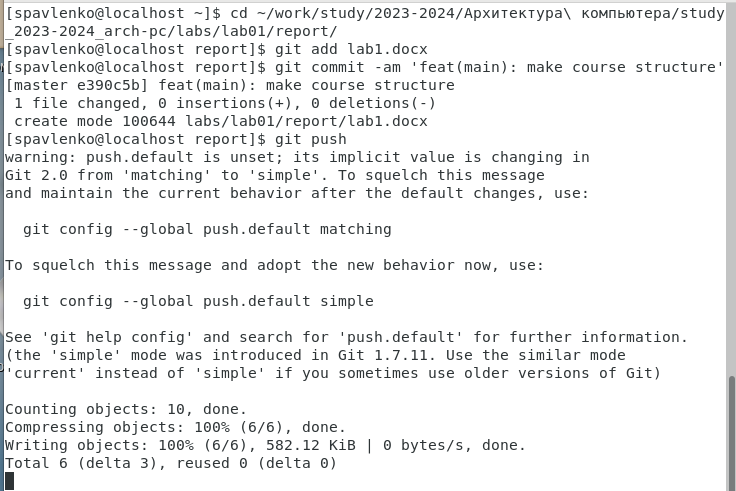 [spavlenko@localhost ~]$ cd ~/work/study/2023-2024/Архитектура\ компьютера/study
_2023-2024_arch-pc/labs/lab01/report/
[spavlenko@localhost report]$ git add lab1.docx
[spavlenko@localhost report]$ git commit -am 'feat(main): make course structure'
[master e390c5b] feat(main): make course structure
 1 file changed, 0 insertions(+), 0 deletions(-)
 create mode 100644 labs/lab01/report/lab1.docx
[spavlenko@localhost report]$ git push
warning: push.default is unset; its implicit value is changing in
Git 2.0 from 'matching' to 'simple'. To squelch this message
and maintain the current behavior after the default changes, use:

  git config --global push.default matching

To squelch this message and adopt the new behavior now, use:

  git config --global push.default simple

See 'git help config' and search for 'push.default' for further information.
(the 'simple' mode was introduced in Git 1.7.11. Use the similar mode
'current' instead of 'simple' if you sometimes use older versions of Git)

Counting objects: 10, done.
Compressing objects: 100% (6/6), done.
Writing objects: 100% (6/6), 582.12 KiB | 0 bytes/s, done.
Total 6 (delta 3), reused 0 (delta 0)